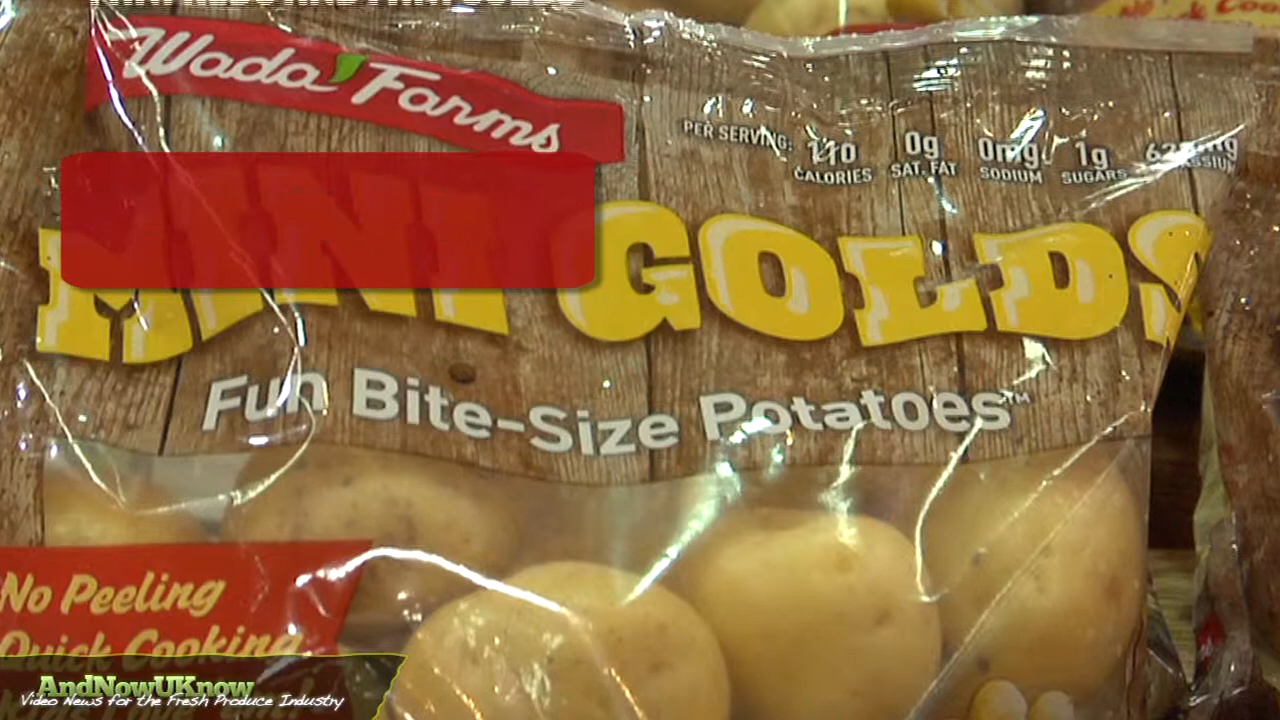 Wada Farms
PER SERVING: 110 CALORIES 0g SAT. FAT 0mg SODIUM 1g SUGARS
MINI GOLDS
Fun Bite-Size Potatoes™
No Peeling
Quick Cooking
AndNowUKnow
Video News for the Fresh Produce Industry